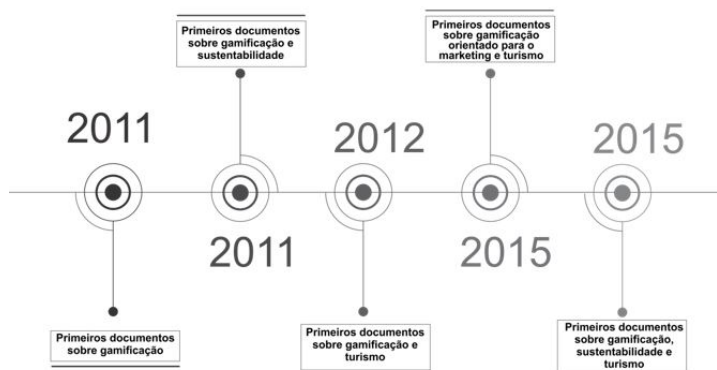 Primeiros documentos
sobre gamificação e
sustentabilidade
Primeiros documentos
sobre gamificação
orientado para o
marketing e turismo
2011
2012
2015
2011
2015
Primeiros documentos
sobre gamificação
Primeiros documentos
sobre gamificação e
turismo
Primeiros documentos
sobre gamificação,
sustentabilidade e
turismo